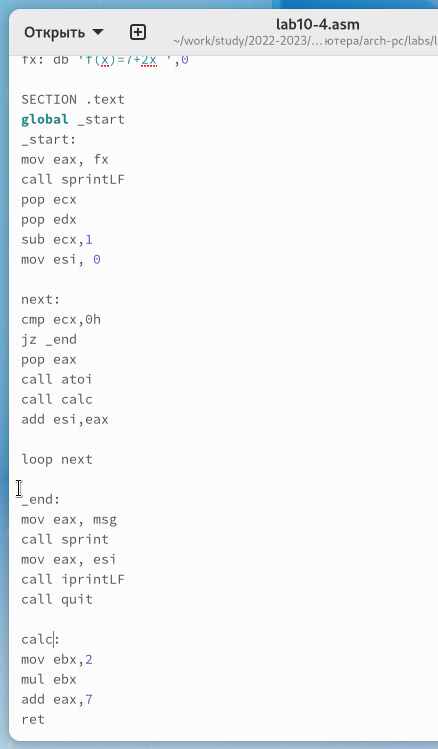 Открыть
lab10-4.asm
~/work/study/2022-2023/…ютера/arch-pc/labs/l
fx: db 'f(x)=7+2x ',0
SECTION .text
global _start
_start:
mov eax, fx
call sprintLF
pop ecx
pop edx
sub ecx,1
mov esi, 0
next:
cmp ecx,0h
jz _end
pop eax
call atoi
call calc
add esi,eax
loop next
_end:
mov eax, msg
call sprint
mov eax, esi
call iprintLF
call quit
calc:
mov ebx,2
mul ebx
add eax,7
ret